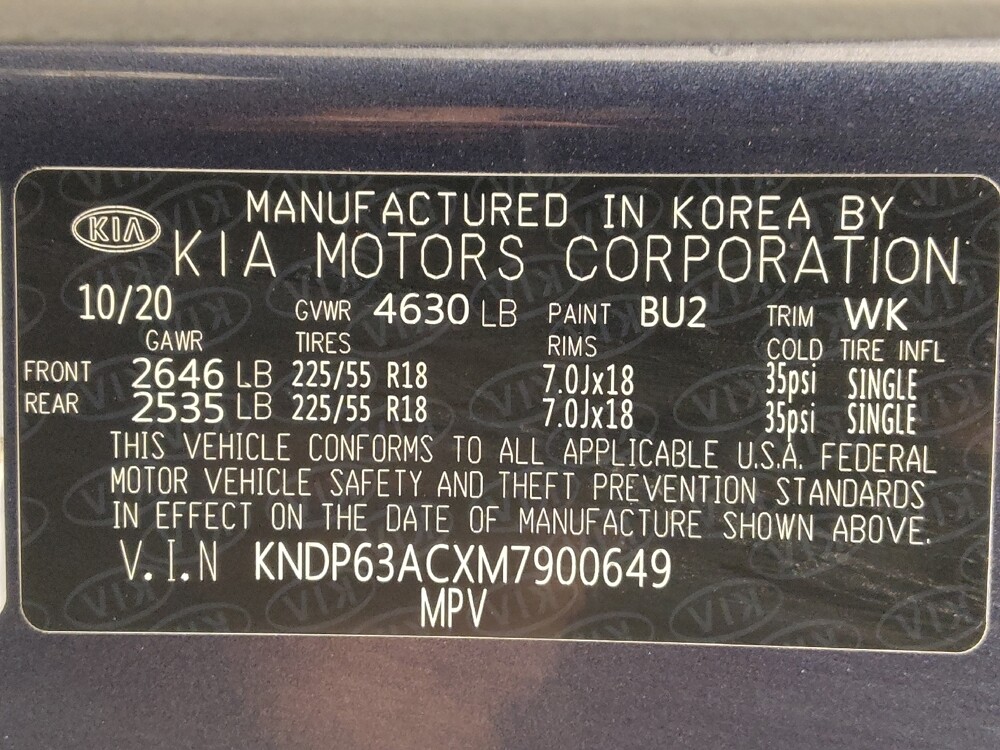 KIA
MANUFACTURED IN KOREA BY
KIA MOTORS CORPORATION
10/20 GVWR 4630 LB PAINT BU2 TRIM WK
GAWR TIRES RIMS COLD TIRE INFL
FRONT 2646 LB 225/55 R18 7.0Jx18 35psi SINGLE
REAR 2535 LB 225/55 R18 7.0Jx18 35psi SINGLE
THIS VEHICLE CONFORMS TO ALL APPLICABLE U.S.A. FEDERAL
MOTOR VEHICLE SAFETY AND THEFT PREVENTION STANDARDS
IN EFFECT ON THE DATE OF MANUFACTURE SHOWN ABOVE.
V.I.N KNDP63ACXM7900649
MPV